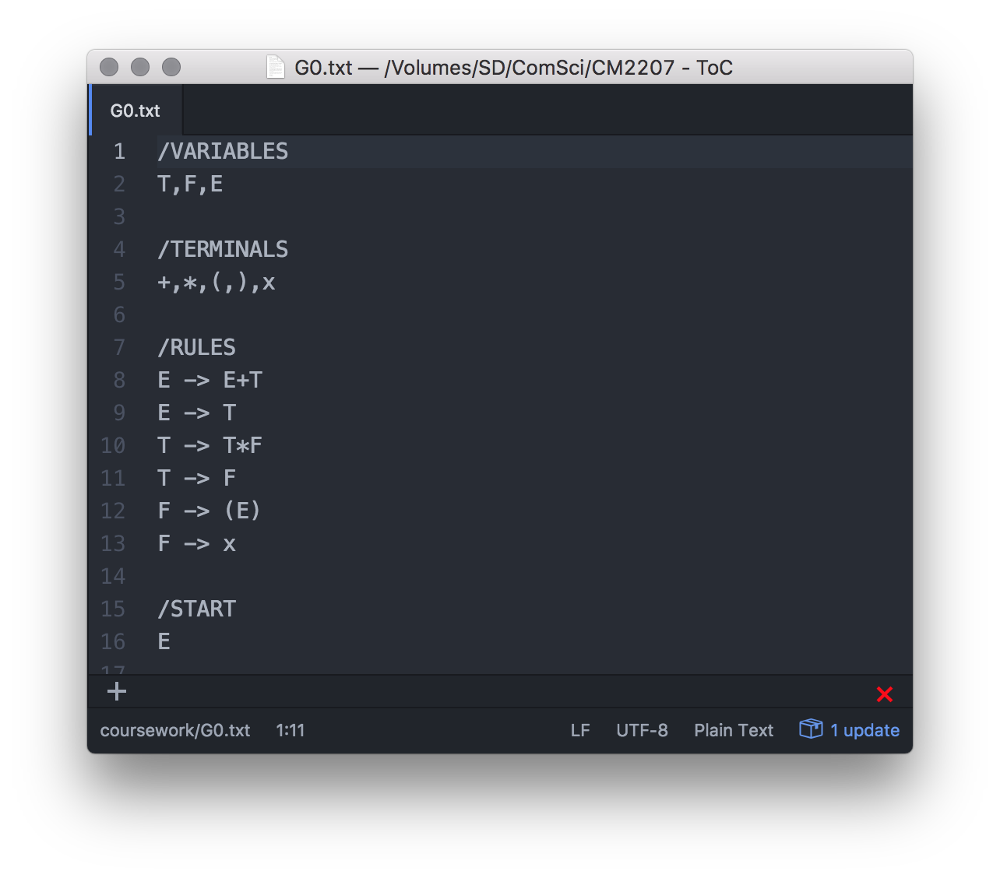 G0.txt — /Volumes/SD/ComSci/CM2207 - ToC
G0.txt
1 /VARIABLES
2 T,F,E
3
4 /TERMINALS
5 +,*,(,),x
6
7 /RULES
8 E -> E+T
9 E -> T
10 T -> T*F
11 T -> F
12 F -> (E)
13 F -> x
14
15 /START
16 E
17
coursework/G0.txt 1:11 LF UTF-8 Plain Text 1 update